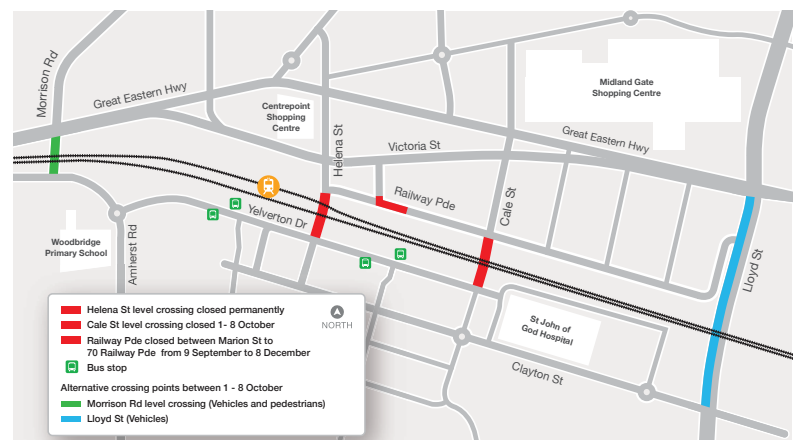 Morrison Rd
Great Eastern Hwy
Centrepoint
Shopping
Centre
Helena St
Midland Gate
Shopping Centre
Great Eastern Hwy
Victoria St
Railway Pde
Cale St
Yelverton Dr
Woodbridge
Primary School
Amherst Rd
Lloyd St
St John of
God Hospital
Clayton St
Helena St level crossing closed permanently
Cale St level crossing closed 1- 8 October
Railway Pde closed between Marion St to
70 Railway Pde from 9 September to 8 December
Bus stop
NORTH
Alternative crossing points between 1 - 8 October
Morrison Rd level crossing (Vehicles and pedestrians)
Lloyd St (Vehicles)